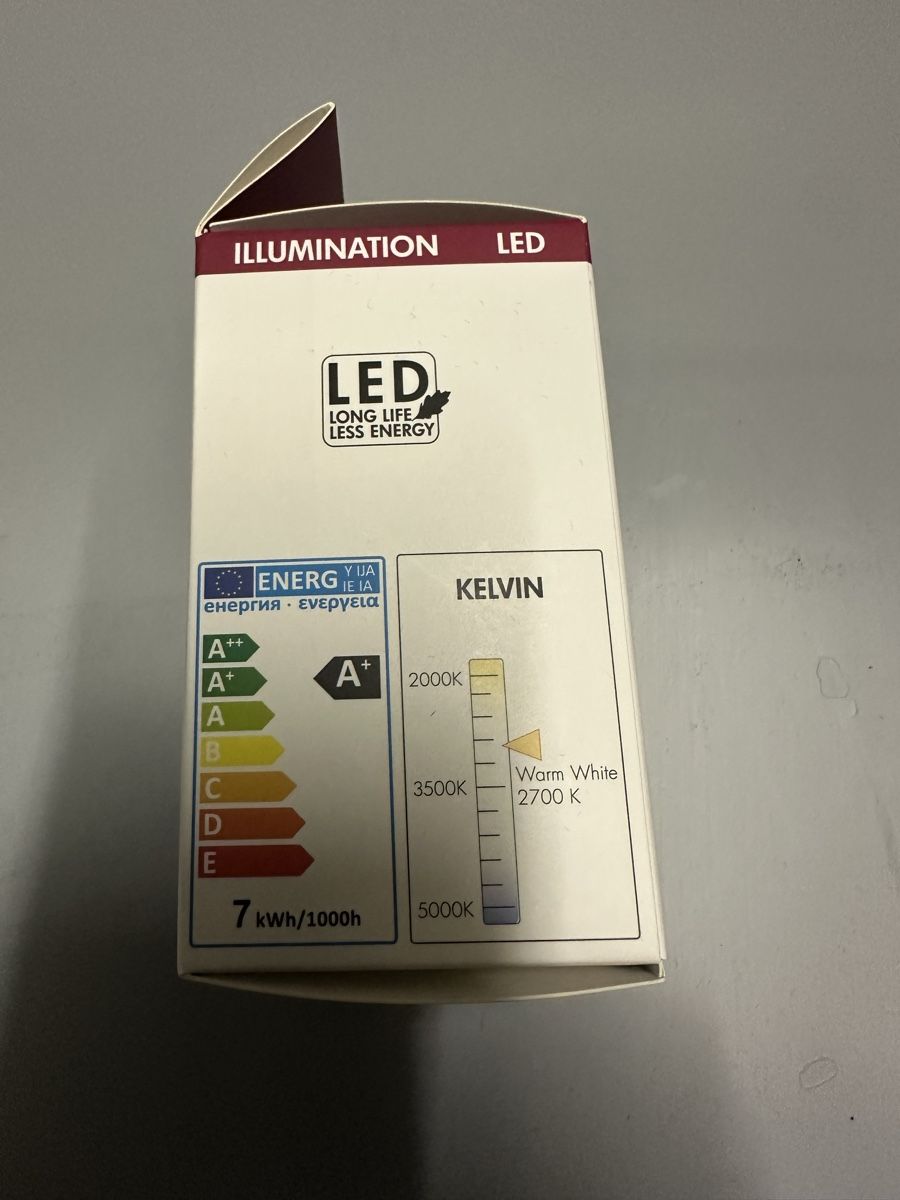 ILLUMINATION LED
LED
LONG LIFE
LESS ENERGY
ENERG Y IJA
IE IA
енергия · ενεργεια
A++
A+
A+
A
B
C
D
E
7 kWh/1000h
KELVIN
2000K
3500K
5000K
Warm White
2700 K